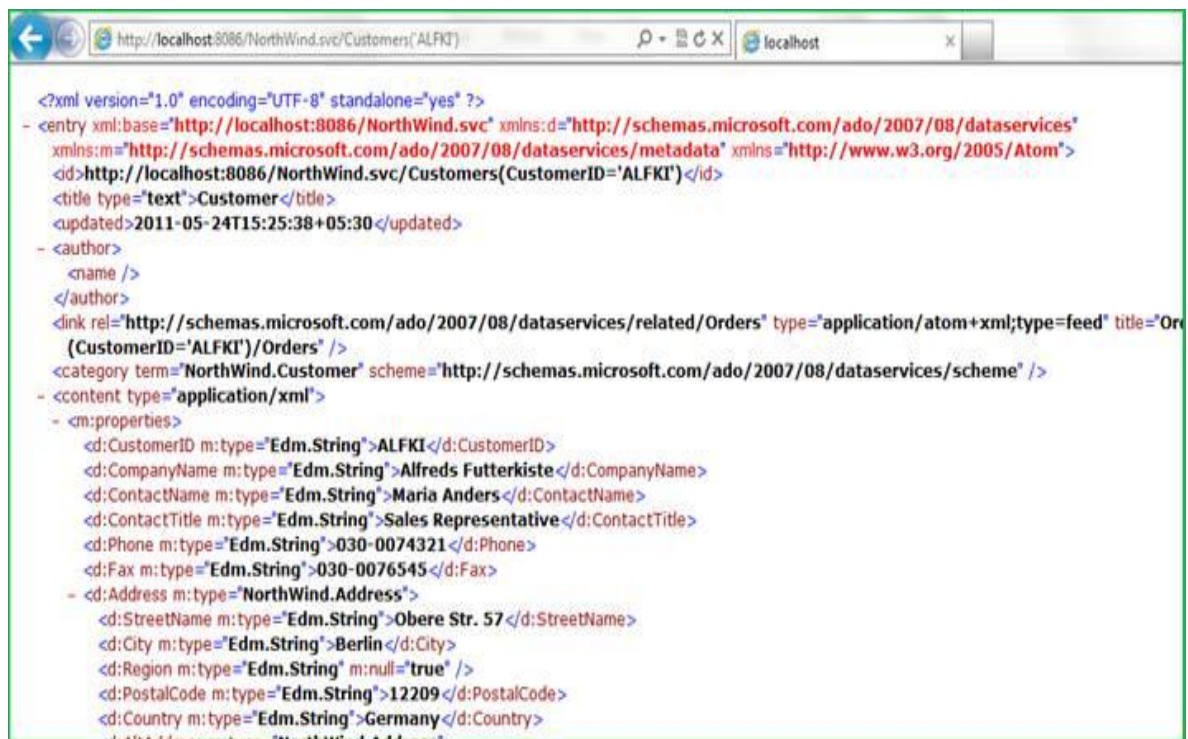 http://localhost:8086/NorthWind.svc/Customers('ALFKI')
localhost
<?xml version="1.0" encoding="UTF-8" standalone="yes" ?>
- <entry xml:base="http://localhost:8086/NorthWind.svc" xmlns:d="http://schemas.microsoft.com/ado/2007/08/dataservices"
xmlns:m="http://schemas.microsoft.com/ado/2007/08/dataservices/metadata" xmlns="http://www.w3.org/2005/Atom">
<id>http://localhost:8086/NorthWind.svc/Customers(CustomerID='ALFKI')</id>
<title type="text">Customer</title>
<updated>2011-05-24T15:25:38+05:30</updated>
- <author>
<name />
</author>
<link rel="http://schemas.microsoft.com/ado/2007/08/dataservices/related/Orders" type="application/atom+xml;type=feed" title="Ord
(CustomerID='ALFKI')/Orders" />
<category term="NorthWind.Customer" scheme="http://schemas.microsoft.com/ado/2007/08/dataservices/scheme" />
- <content type="application/xml">
- <m:properties>
<d:CustomerID m:type="Edm.String">ALFKI</d:CustomerID>
<d:CompanyName m:type="Edm.String">Alfreds Futterkiste</d:CompanyName>
<d:ContactName m:type="Edm.String">Maria Anders</d:ContactName>
<d:ContactTitle m:type="Edm.String">Sales Representative</d:ContactTitle>
<d:Phone m:type="Edm.String">030-0074321</d:Phone>
<d:Fax m:type="Edm.String">030-0076545</d:Fax>
- <d:Address m:type="NorthWind.Address">
<d:StreetName m:type="Edm.String">Obere Str. 57</d:StreetName>
<d:City m:type="Edm.String">Berlin</d:City>
<d:Region m:type="Edm.String" m:null="true" />
<d:PostalCode m:type="Edm.String">12209</d:PostalCode>
<d:Country m:type="Edm.String">Germany</d:Country>